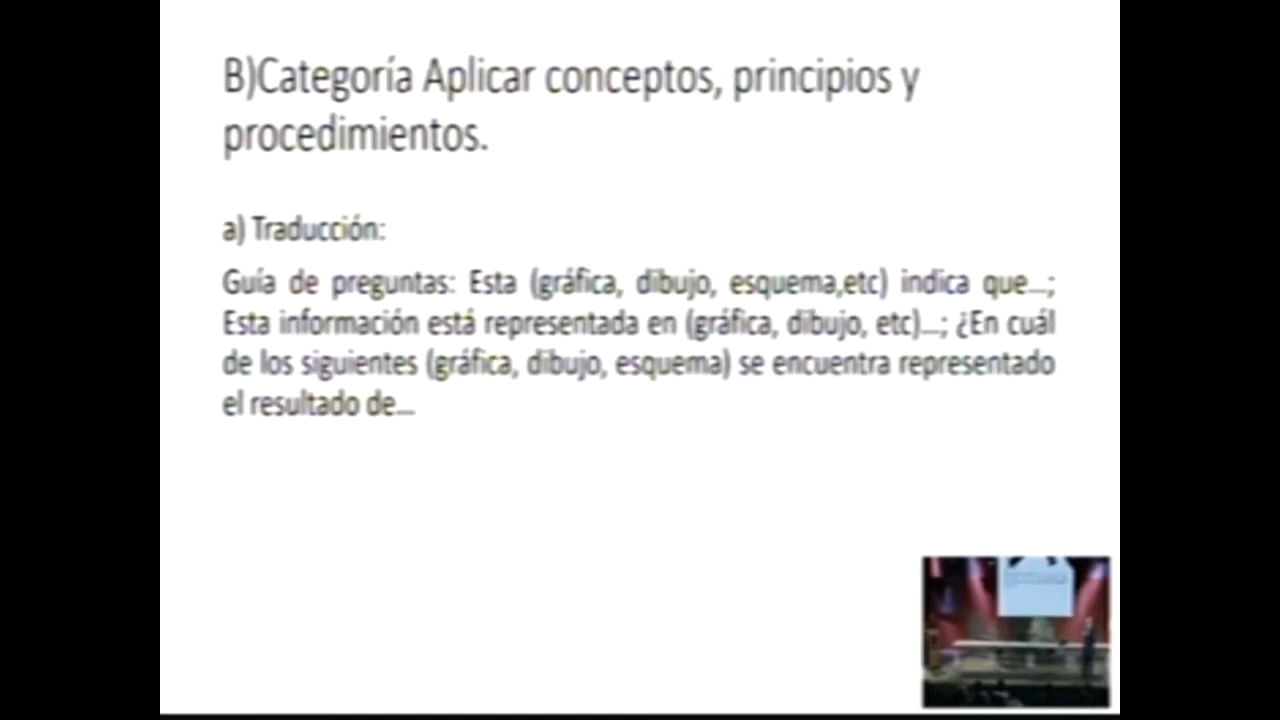 B)Categoría Aplicar conceptos, principios y
procedimientos.
a) Traducción:
Guía de preguntas: Esta (gráfica, dibujo, esquema,etc) indica que...;
Esta información está representada en (gráfica, dibujo, etc)...; ¿En cuál
de los siguientes (gráfica, dibujo, esquema) se encuentra representado
el resultado de...